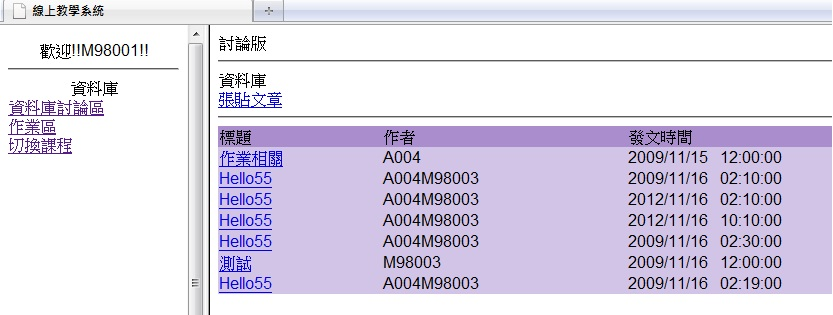 線上教學系統
歡迎!!M98001!!
資料庫
資料庫討論區
作業區
切換課程
討論版
資料庫
張貼文章
標題 作者 發文時間
作業相關 A004 2009/11/15 12:00:00
Hello55 A004M98003 2009/11/16 02:10:00
Hello55 A004M98003 2012/11/16 02:10:00
Hello55 A004M98003 2012/11/16 10:10:00
Hello55 A004M98003 2009/11/16 02:30:00
測試 M98003 2009/11/16 12:00:00
Hello55 A004M98003 2009/11/16 02:19:00